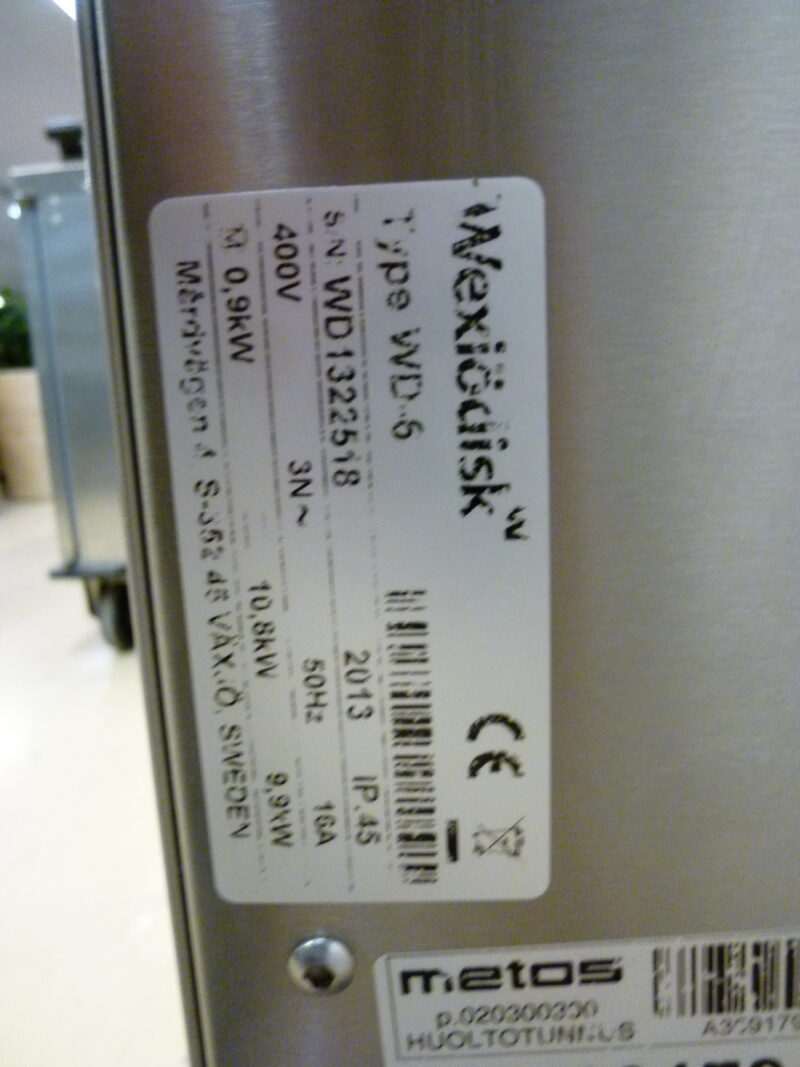 Wexiödisk
Type WD-6
S/N: WD1322518 2013 IP.45
400V 3N~ 50Hz 16A
M 0,9kW 10,8kW 9,9kW
Mårdvägen 4 S-352 45 VÄXJÖ, SWEDEN
metos
p.020300300
HUOLTOTUNNUS